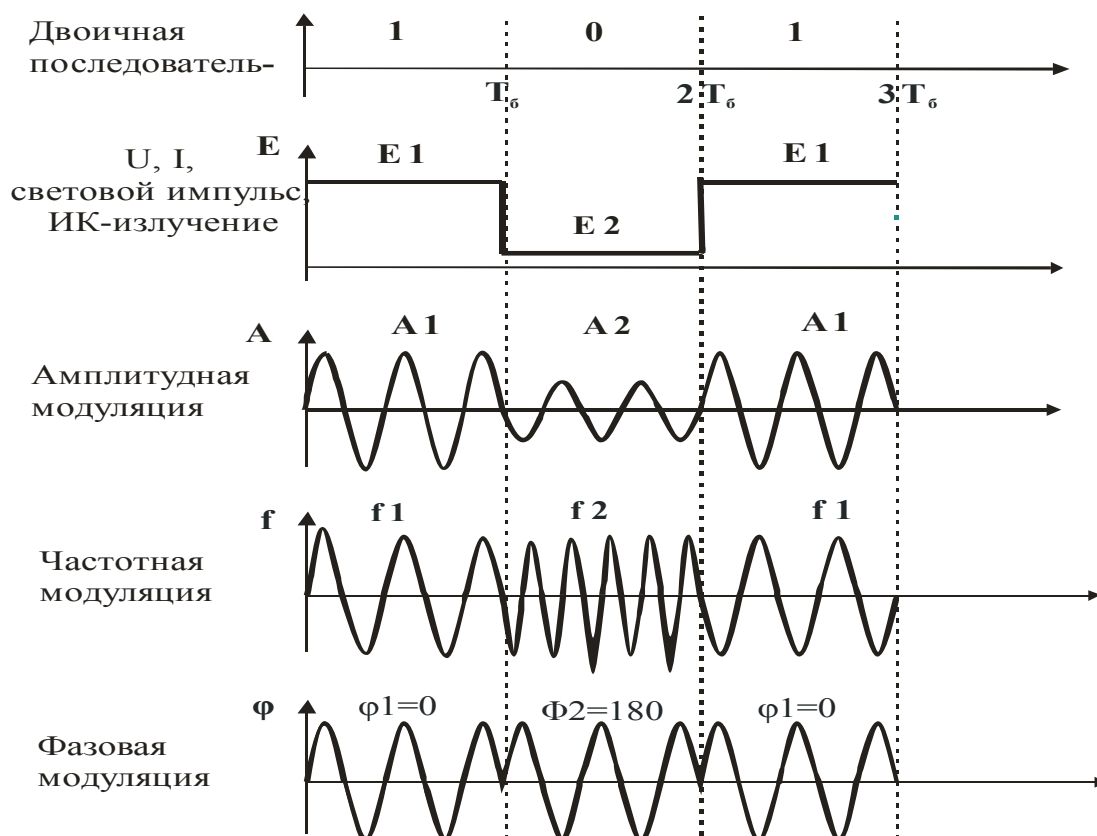 Двоичная
последователь-
1 0 1
Tб 2Tб 3Tб
U, I,
световой импульс,
ИК-излучение
E
E1 E2 E1
Амплитудная
модуляция
A
A1 A2 A1
Частотная
модуляция
f
f1 f2 f1
Фазовая
модуляция
φ
φ1=0 Ф2=180 φ1=0